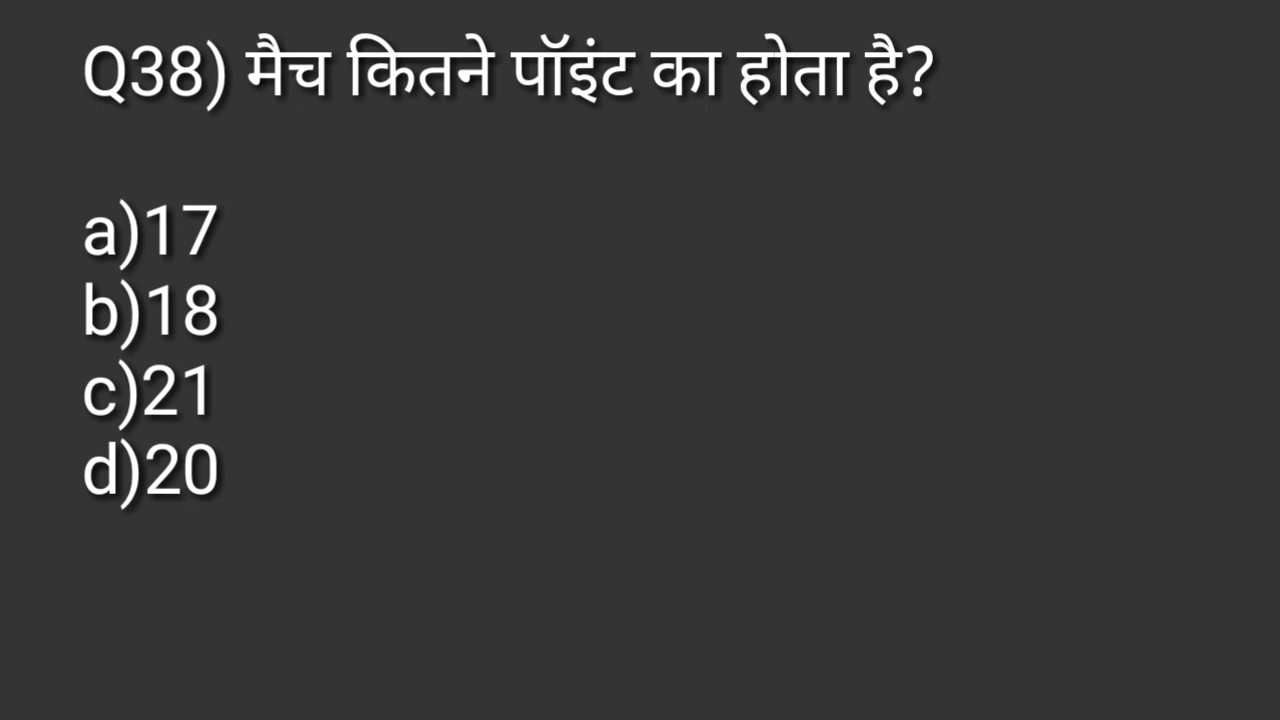 Q38) मैच कितने पॉइंट का होता है?
a)17
b)18
c)21
d)20